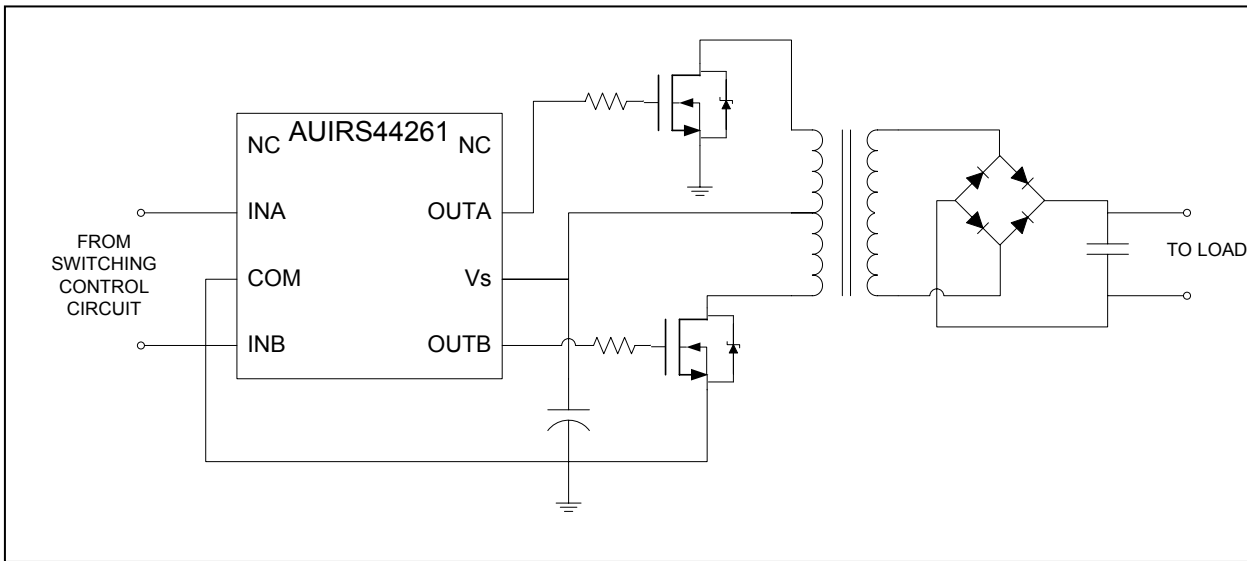 AUIRS44261
NC
NC
INA
OUTA
FROM
SWITCHING
CONTROL
CIRCUIT
COM
Vs
INB
OUTB
TO LOAD